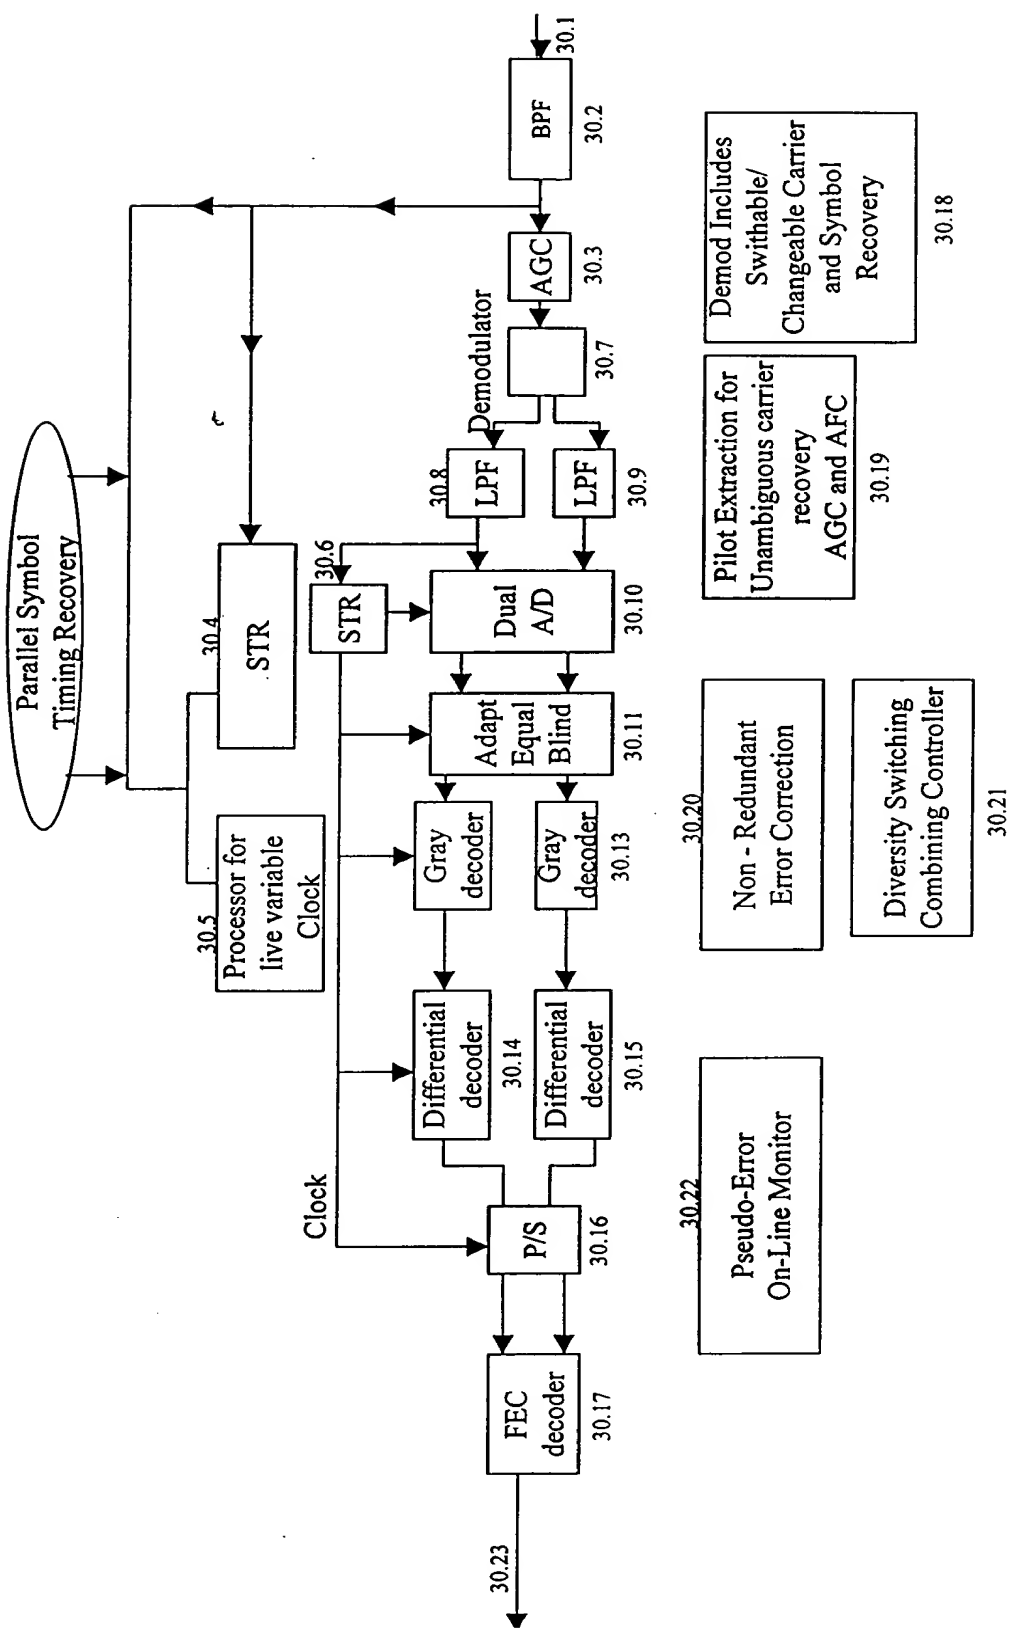 Parallel Symbol
Timing Recovery
30.1
BPF
30.2
AGC
30.3
30.4
STR
30.5
Processor for
live variable
Clock
Demodulator
30.7
30.8
LPF
LPF
30.9
30.6
STR
Dual
A/D
30.10
Adapt
Equal
Blind
30.11
Gray
decoder
Gray
decoder
30.13
Differential
decoder
30.14
Differential
decoder
30.15
Clock
P/S
30.16
FEC
decoder
30.17
30.23
Demod Includes
Swithable/
Changeable Carrier
and Symbol
Recovery
30.18
Pilot Extraction for
Unambiguous carrier
recovery
AGC and AFC
30.19
30.20
Non - Redundant
Error Correction
Diversity Switching
Combining Controller
30.21
30.22
Pseudo-Error
On-Line Monitor